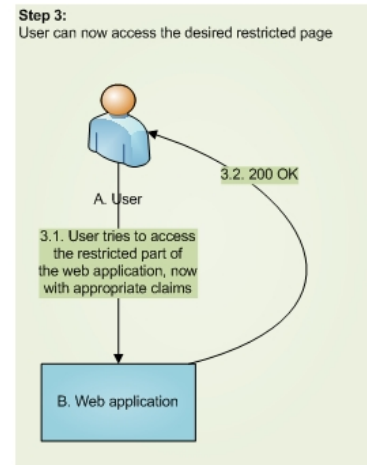 Step 3:
User can now access the desired restricted page
3.2. 200 OK
A. User
3.1. User tries to access
the restricted part of
the web application, now
with appropriate claims
B. Web application